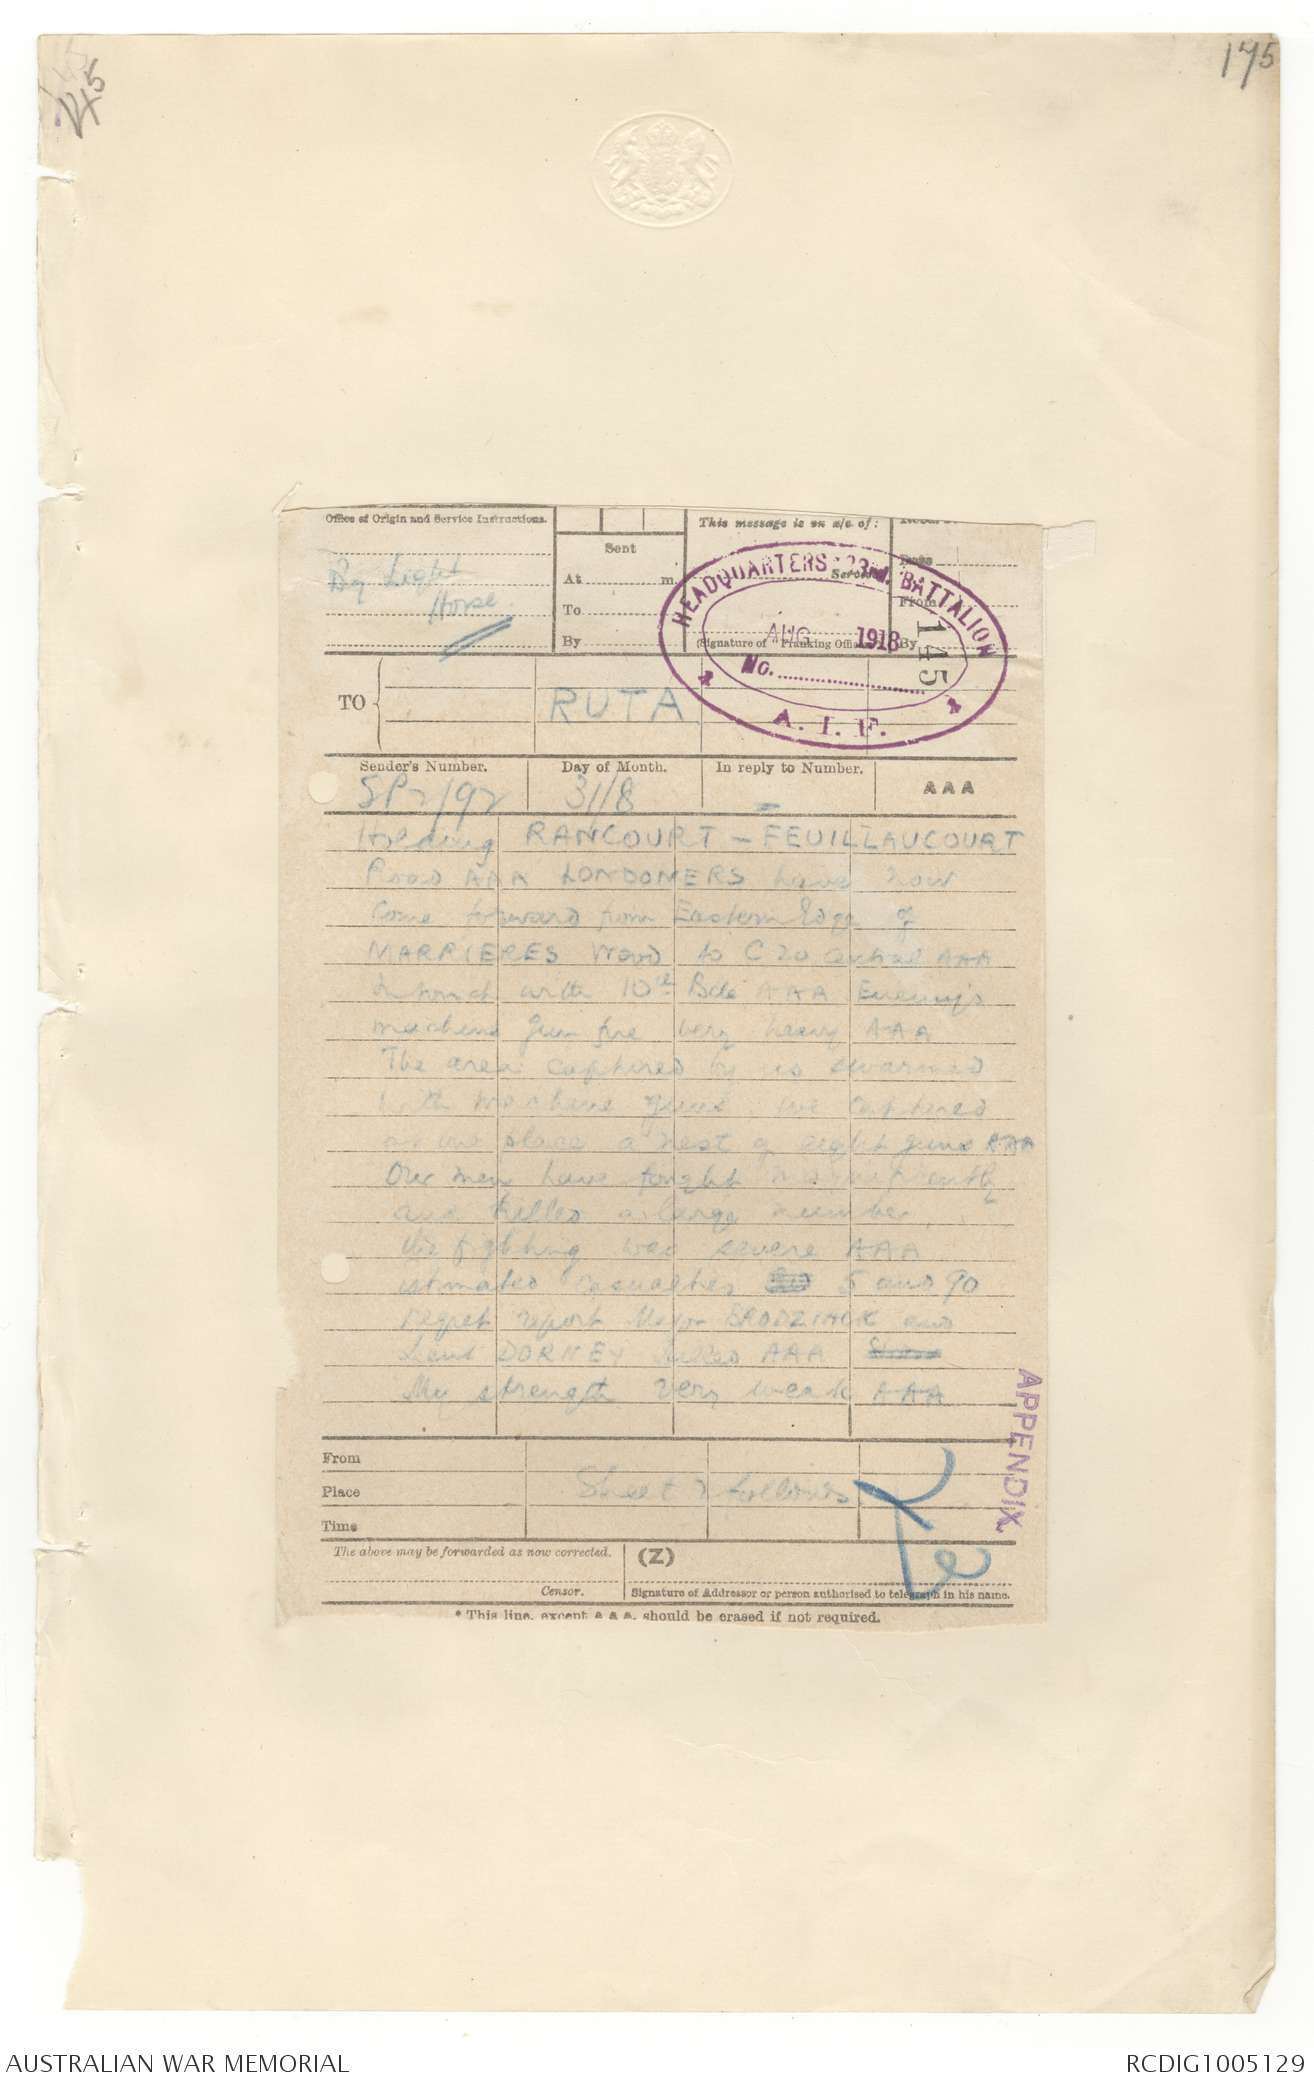 175
Office of Origin and Service Instructions.
By Light
Horse
Sent
At m.
To
By
This message is on a/c of:
Service
(Signature of Franking Officer
Date
From
By
HEADQUARTERS 23rd. BATTALION
AUG 1918
No.
A. I. F.
145
TO
RUTA
Sender's Number.
Day of Month.
In reply to Number.
AAA
31/8
Holding RANCOURT - FEUILLAUCOURT
Road AAA LONDONERS have now
Come forward from Eastern Edge of
MARRIERES Wood to C 20 central AAA
In touch with 10th Bde AAA Enemy's
machine gun fire very heavy AAA
The area captured by us swarmed
with machine guns we captured
at one place a nest of eight guns AAA
Our men have fought magnificently
and killed a large number
the fighting was severe AAA
estimated casualties 5 and 90
regret report Major BRODZIACK and
Lieut DORNEY killed AAA
My strength very weak AAA
APPENDIX
From
Place
Time
Sheet 2 follows
The above may be forwarded as now corrected.
(Z)
Censor.
Signature of Addressor or person authorised to telegraph in his name.
* This line, except A A A, should be erased if not required.
AUSTRALIAN WAR MEMORIAL
RCDIG1005129